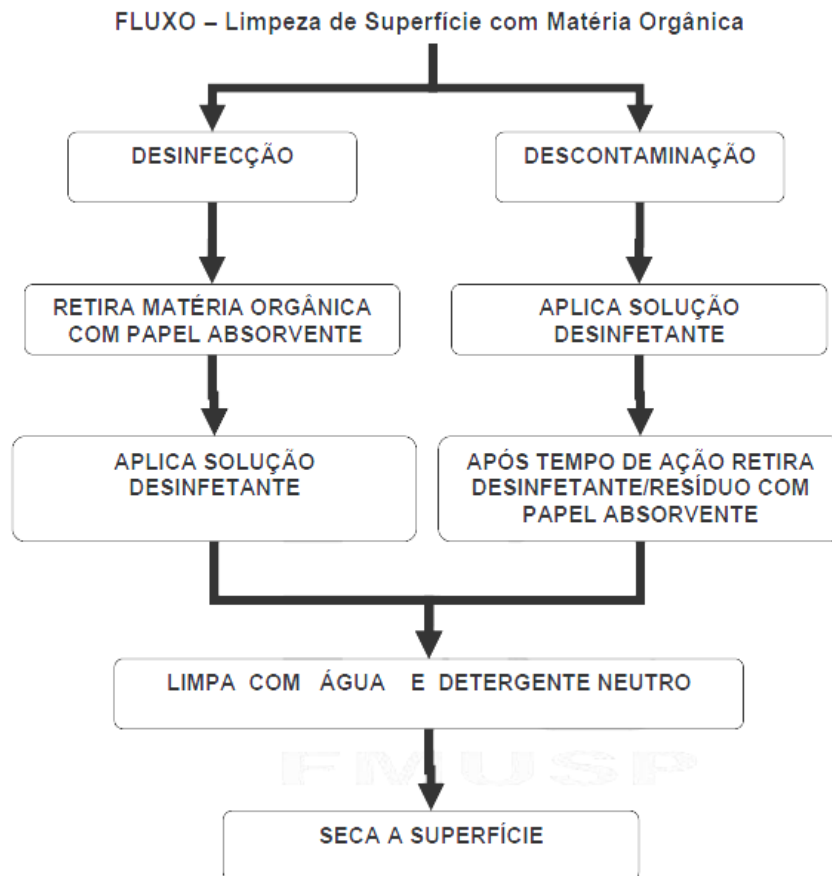 FLUXO – Limpeza de Superfície com Matéria Orgânica
DESINFECÇÃO
DESCONTAMINAÇÃO
RETIRA MATÉRIA ORGÂNICA
COM PAPEL ABSORVENTE
APLICA SOLUÇÃO
DESINFETANTE
APLICA SOLUÇÃO
DESINFETANTE
APÓS TEMPO DE AÇÃO RETIRA
DESINFETANTE/RESÍDUO COM
PAPEL ABSORVENTE
LIMPA COM ÁGUA E DETERGENTE NEUTRO
FMUSP
SECA A SUPERFÍCIE